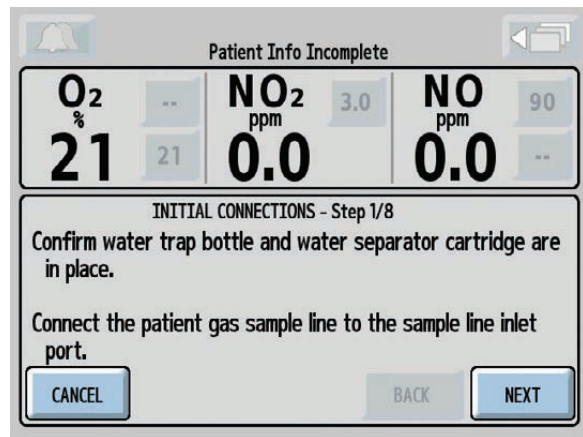 Patient Info Incomplete
O2
%
21
--
21
NO2
ppm
0.0
3.0
NO
ppm
0.0
90
--
INITIAL CONNECTIONS - Step 1/8
Confirm water trap bottle and water separator cartridge are
in place.
Connect the patient gas sample line to the sample line inlet
port.
CANCEL
BACK
NEXT